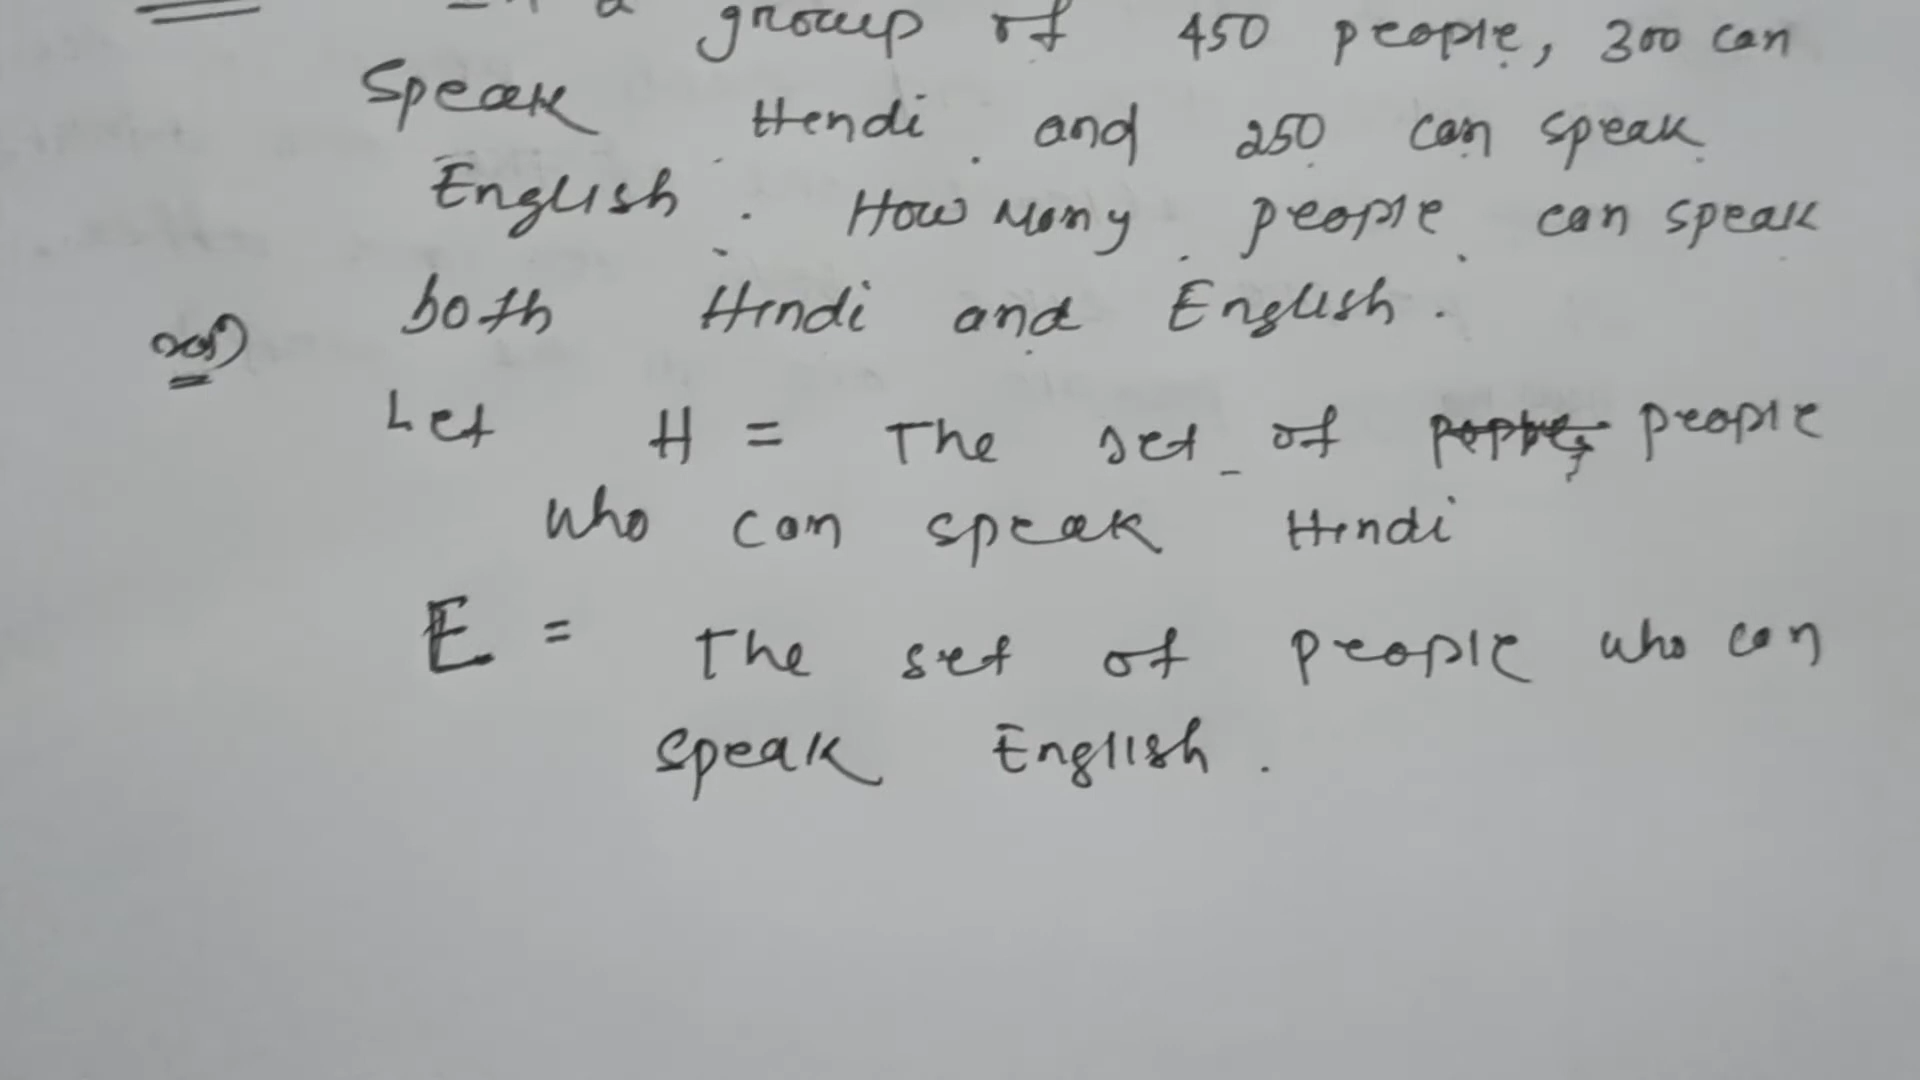 In a group of 450 people, 300 can
Speak Hendi and 250 can speak
English. How many people can speak
both Hindi and English.
Sol)
Let H = The set of people
who can speak Hindi
E = The set of people who can
speak English.